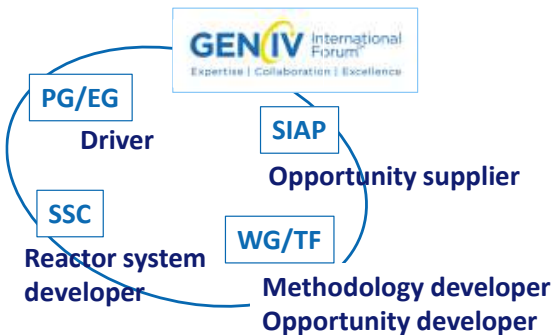 GEN IV International
Forum
Expertise | Collaboration | Excellence
PG/EG
Driver
SIAP
Opportunity supplier
SSC
Reactor system
developer
WG/TF
Methodology developer
Opportunity developer